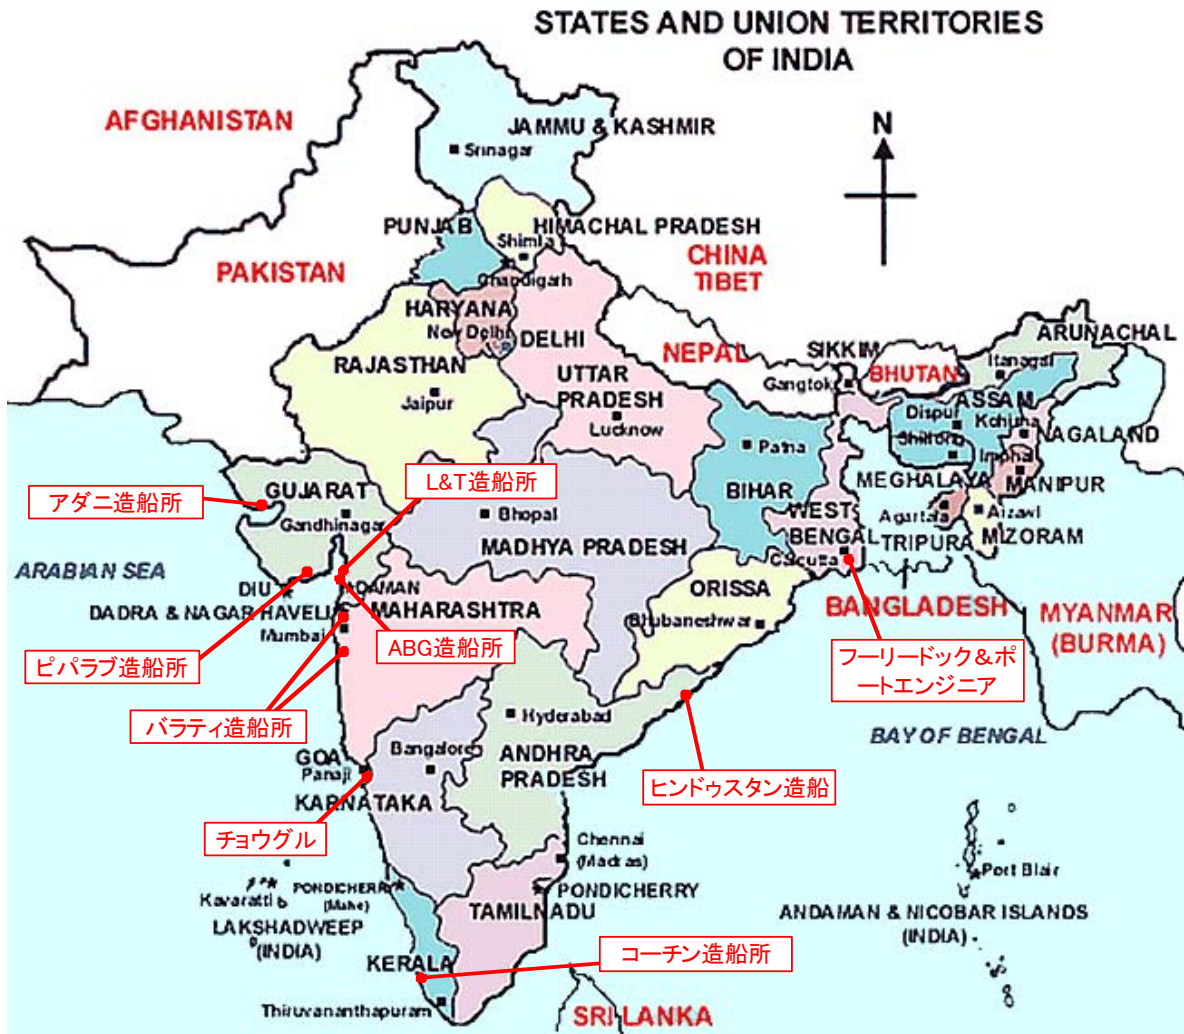 STATES AND UNION TERRITORIES
OF INDIA
AFGHANISTAN
N
JAMMU & KASHMIR
Srinagar
PUNJAB
HIMACHAL PRADESH
Shimla
CHINA
TIBET
PAKISTAN
Chandigarh
HARYANA
New Delhi
DELHI
ARUNACHAL
SIKKIM
NEPAL
Itanagar
RAJASTHAN
UTTAR
PRADESH
Gangtok
BHUTAN
Jaipur
ASSAM
Dispur
Kohima
Lucknow
NAGALAND
Patna
Shillong
Imphal
L&T造船所
アダニ造船所
GUJARAT
MEGHALAYA
MANIPUR
BIHAR
WEST
BENGAL
Gandhinagar
Bhopal
Agartala
Aizawl
MADHYA PRADESH
TRIPURA
MIZORAM
Calcutta
ARABIAN SEA
DIU
DAMAN
ORISSA
DADRA & NAGAR HAVELI
MAHARASHTRA
BANGLADESH
MYANMAR
(BURMA)
Mumbai
Bhubaneshwar
ABG造船所
ピパラブ造船所
フーリードック＆ポ
ートエンジニア
バラティ造船所
Hyderabad
BAY OF BENGAL
GOA
Bangalore
Panaji
ANDHRA
PRADESH
ヒンドゥスタン造船
KARNATAKA
チョウグル
Chennai
(Madras)
Port Blair
PONDICHERRY
(Mahe)
PONDICHERRY
Kavaratti
TAMILNADU
LAKSHADWEEP
(INDIA)
ANDAMAN & NICOBAR ISLANDS
(INDIA)
コーチン造船所
KERALA
Thiruvananthapuram
SRI LANKA